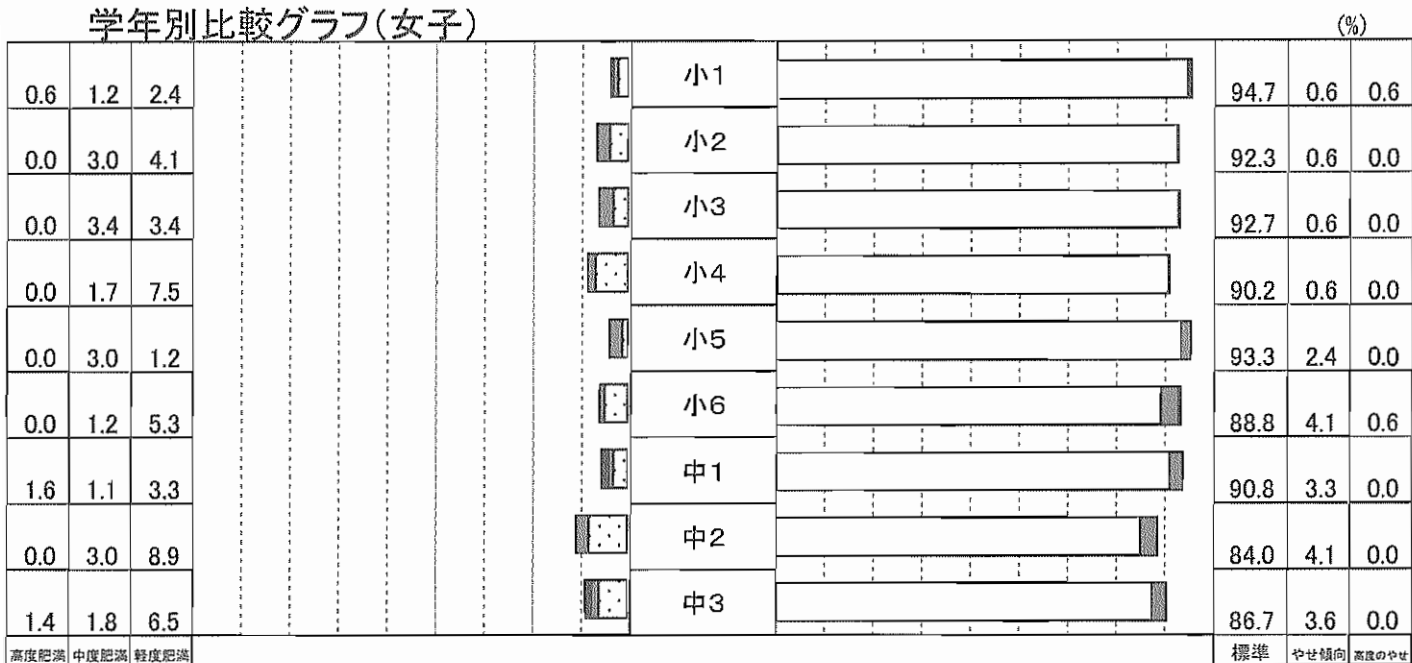 学年別比較グラフ(女子)
(%)
0.6 1.2 2.4 小1 94.7 0.6 0.6
0.0 3.0 4.1 小2 92.3 0.6 0.0
0.0 3.4 3.4 小3 92.7 0.6 0.0
0.0 1.7 7.5 小4 90.2 0.6 0.0
0.0 3.0 1.2 小5 93.3 2.4 0.0
0.0 1.2 5.3 小6 88.8 4.1 0.6
1.6 1.1 3.3 中1 90.8 3.3 0.0
0.0 3.0 8.9 中2 84.0 4.1 0.0
1.4 1.8 6.5 中3 86.7 3.6 0.0
高度肥満 中度肥満 軽度肥満 標準 やせ傾向 高度のやせ